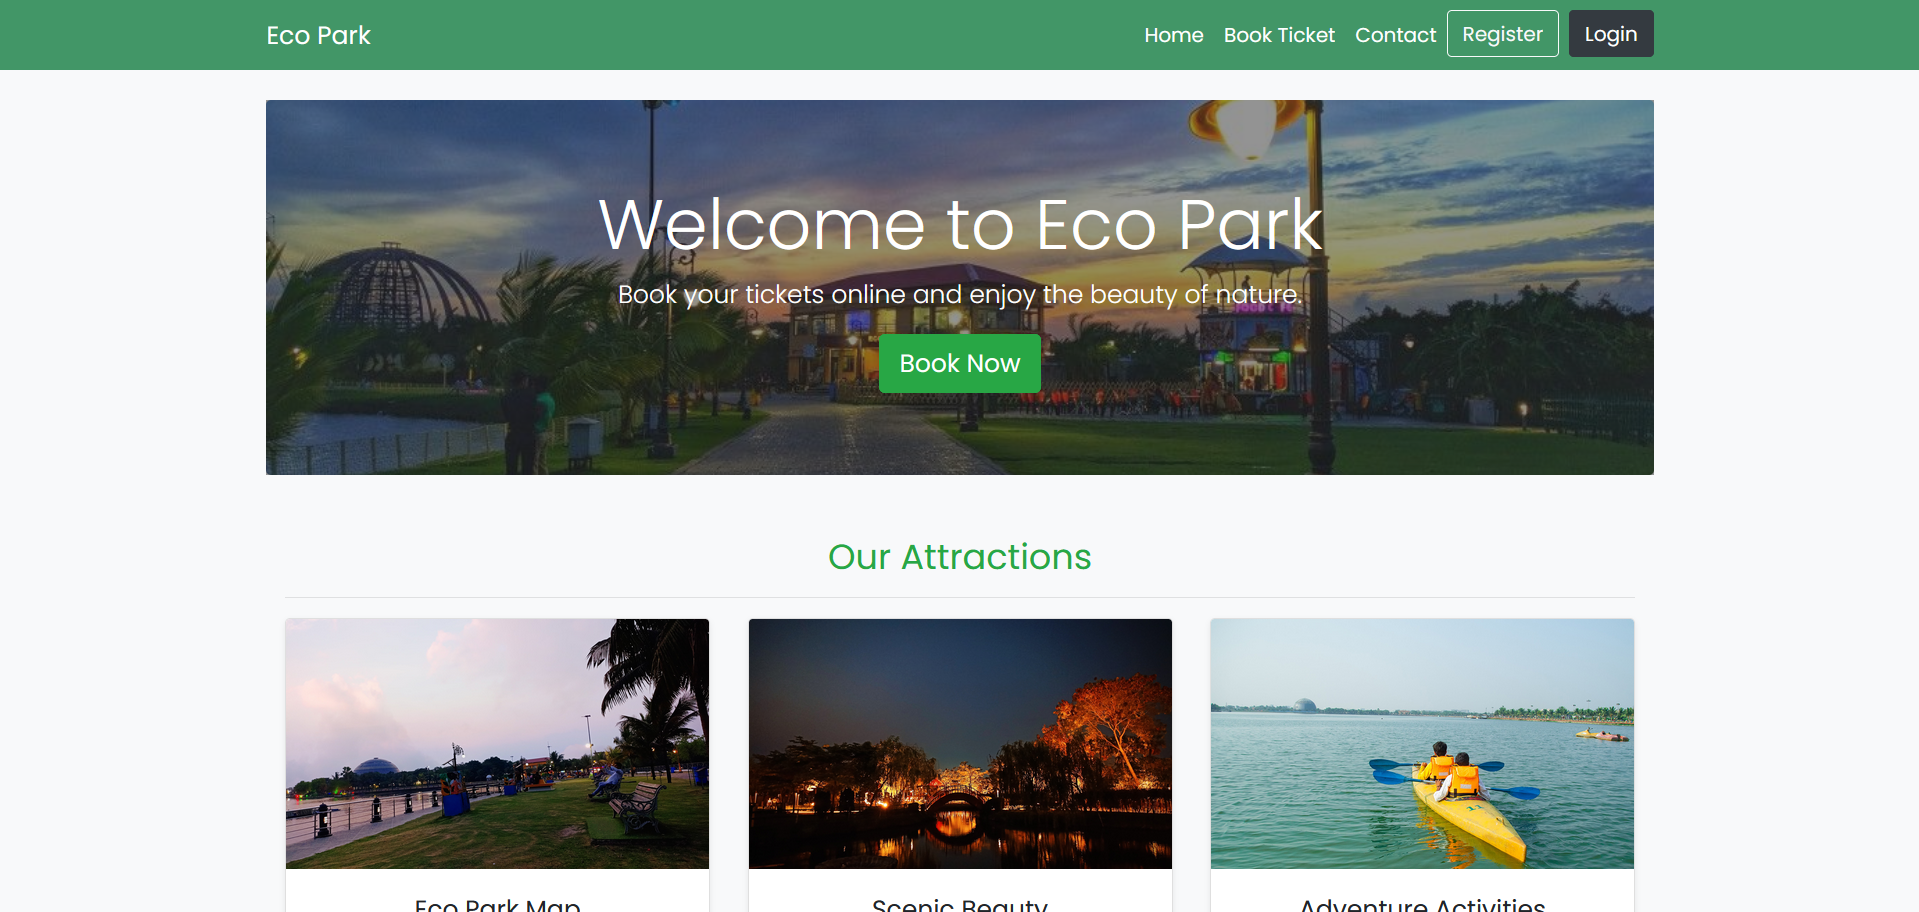 Eco Park
Home Book Ticket Contact Register Login
Welcome to Eco Park
Book your tickets online and enjoy the beauty of nature.
Book Now
Our Attractions
Eco Park Map
Scenic Beauty
Adventure Activities